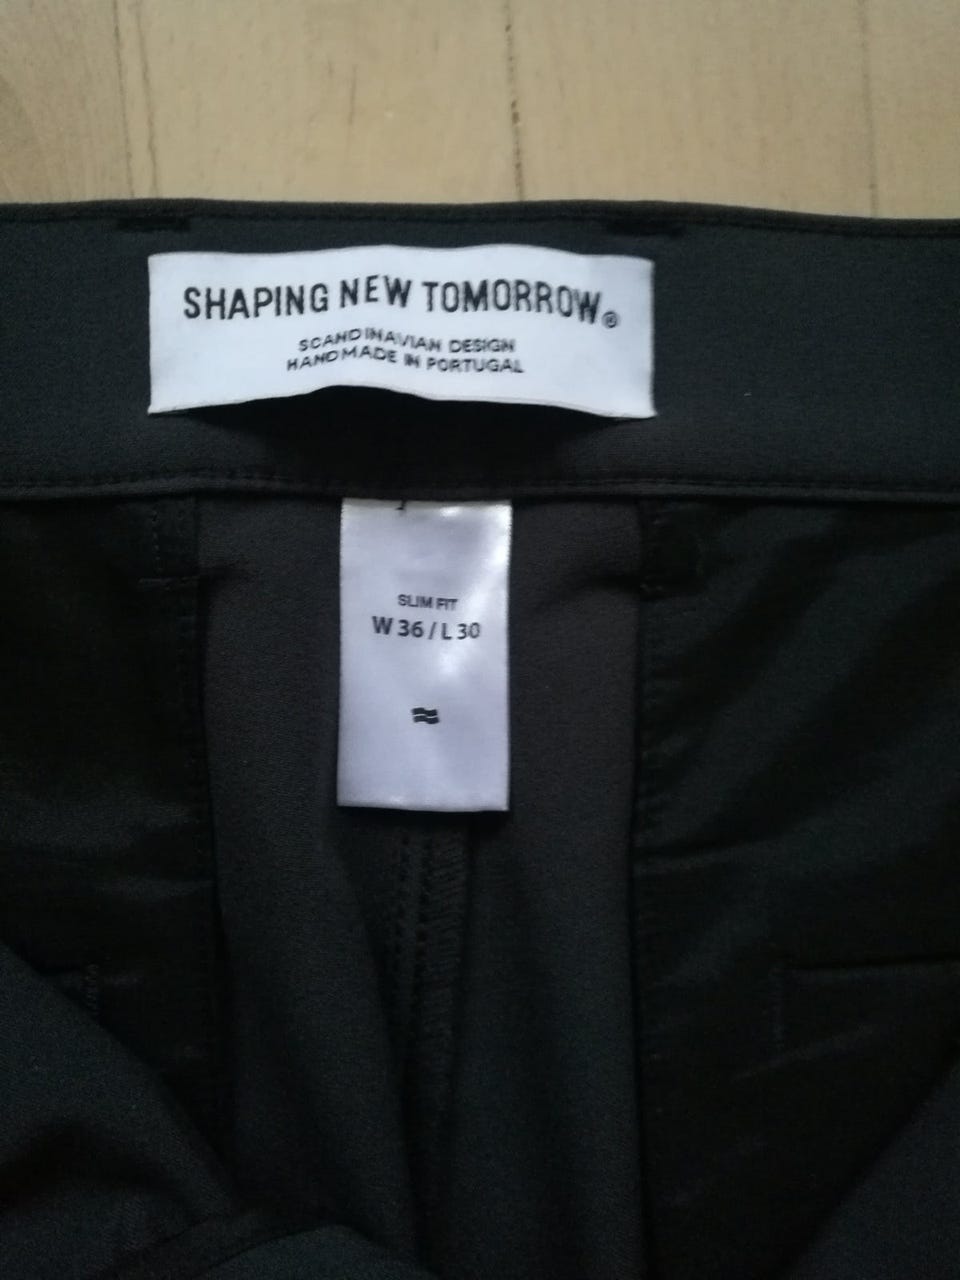 SHAPING NEW TOMORROW®
SCANDINAVIAN DESIGN
HANDMADE IN PORTUGAL
SLIM FIT
W 36 / L 30